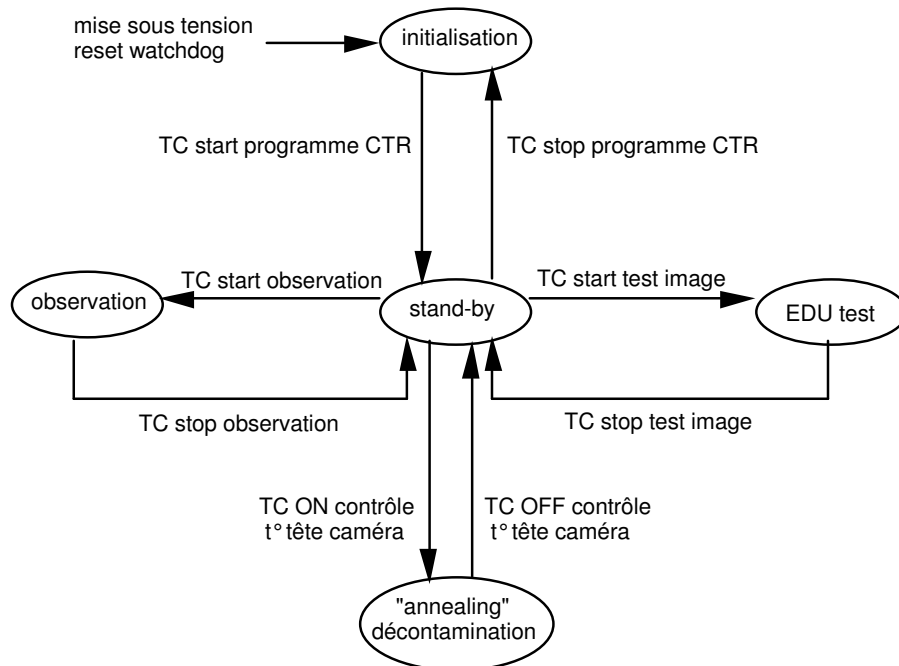 mise sous tension
reset watchdog
initialisation
TC start programme CTR
TC stop programme CTR
TC start observation
TC start test image
observation
stand-by
EDU test
TC stop observation
TC stop test image
TC ON contrôle
t° tête caméra
TC OFF contrôle
t° tête caméra
"annealing"
décontamination